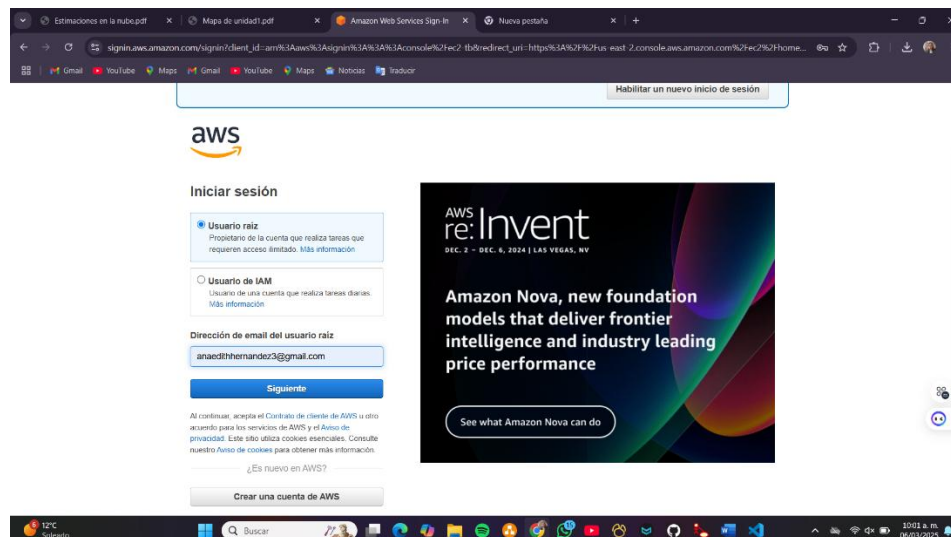 Estimaciones en la nube.pdf
Mapa de unidad1.pdf
Amazon Web Services Sign-In
Nueva pestaña
signin.aws.amazon.com/signin?client_id=arn%3Aaws%3Asignin%3A%3A%3Aconsole%2Fec2-tb&redirect_uri=https%3A%2F%2Fus-east-2.console.aws.amazon.com%2Fec2%2Fhome...
Gmail
YouTube
Maps
Gmail
YouTube
Maps
Noticias
Traducir
Habilitar un nuevo inicio de sesión
aws
Iniciar sesión
Usuario raíz
Propietario de la cuenta que realiza tareas que
requieren acceso ilimitado. Más información
Usuario de IAM
Usuario de una cuenta que realiza tareas diarias.
Más información
Dirección de email del usuario raíz
anaedithhernandez3@gmail.com
Siguiente
Al continuar, acepta el Contrato de cliente de AWS u otro
acuerdo para los servicios de AWS y el Aviso de
privacidad. Este sitio utiliza cookies esenciales. Consulte
nuestro Aviso de cookies para obtener más información.
¿Es nuevo en AWS?
Crear una cuenta de AWS
AWS
re:Invent
DEC. 2 – DEC. 6, 2024 | LAS VEGAS, NV
Amazon Nova, new foundation
models that deliver frontier
intelligence and industry leading
price performance
See what Amazon Nova can do
12°C
Soleado
Buscar
10:01 a. m.
06/03/2025